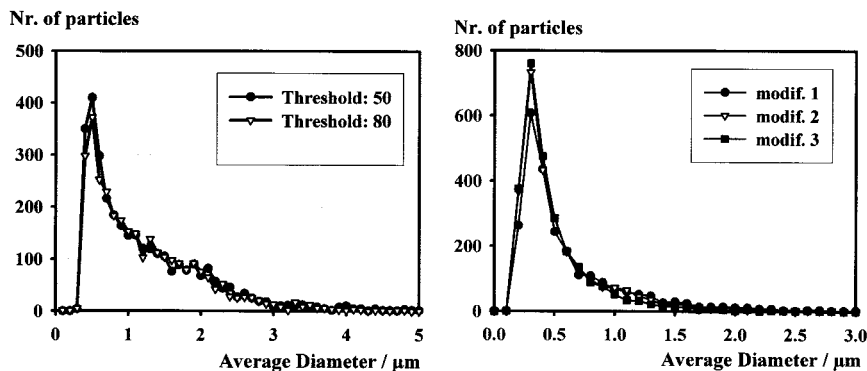 Nr. of particles
500
400
300
200
100
0
Threshold: 50
Threshold: 80
0 1 2 3 4 5
Average Diameter / µm
Nr. of particles
800
600
400
200
0
modif. 1
modif. 2
modif. 3
0.0 0.5 1.0 1.5 2.0 2.5 3.0
Average Diameter / µm